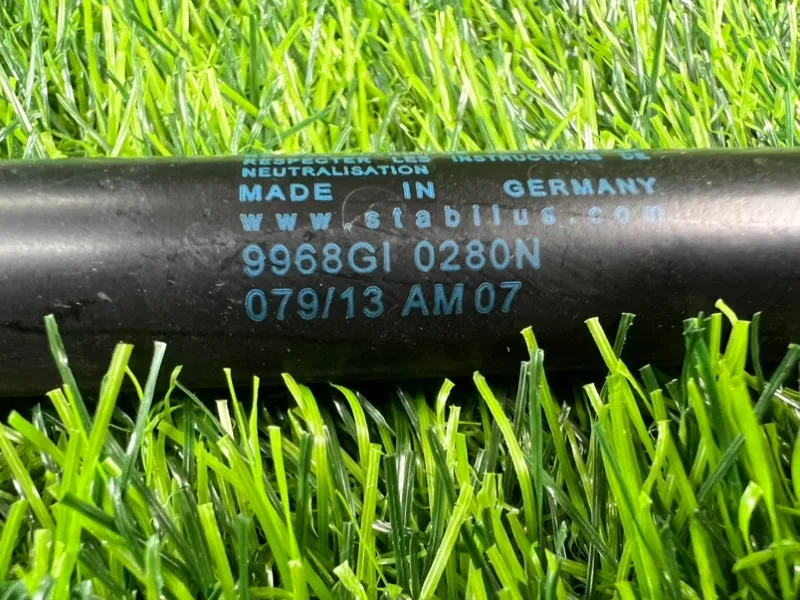 RESPECTER LES INSTRUCTIONS DE
NEUTRALISATION
MADE IN GERMANY
www.stabilus.com
9968GI 0280N
079/13 AM07